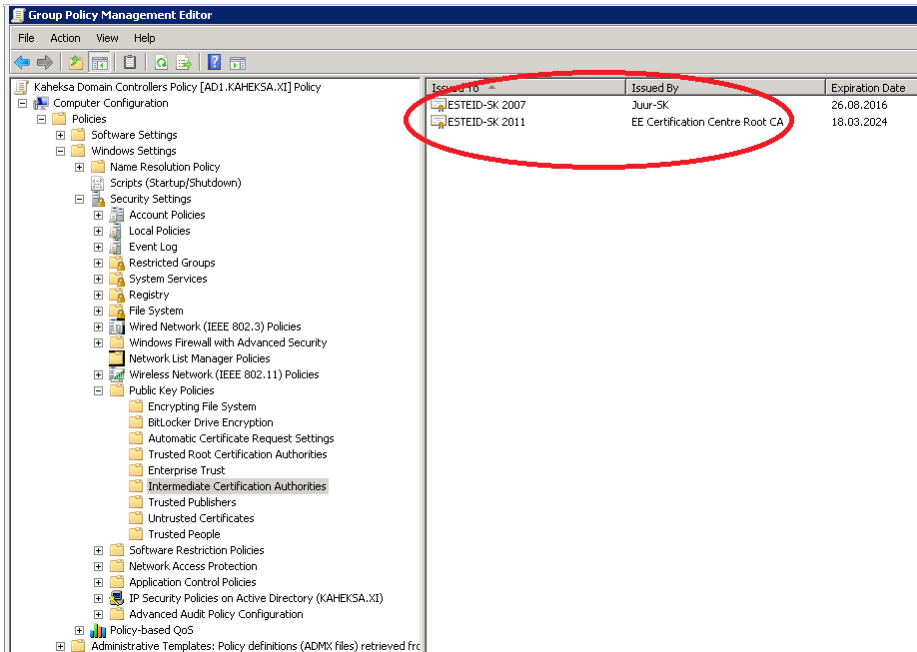 Group Policy Management Editor
File Action View Help
Kaheksa Domain Controllers Policy [AD1.KAHEKSA.XI] Policy
Computer Configuration
Policies
Software Settings
Windows Settings
Name Resolution Policy
Scripts (Startup/Shutdown)
Security Settings
Account Policies
Local Policies
Event Log
Restricted Groups
System Services
Registry
File System
Wired Network (IEEE 802.3) Policies
Windows Firewall with Advanced Security
Network List Manager Policies
Wireless Network (IEEE 802.11) Policies
Public Key Policies
Encrypting File System
BitLocker Drive Encryption
Automatic Certificate Request Settings
Trusted Root Certification Authorities
Enterprise Trust
Intermediate Certification Authorities
Trusted Publishers
Untrusted Certificates
Trusted People
Software Restriction Policies
Network Access Protection
Application Control Policies
IP Security Policies on Active Directory (KAHEKSA.XI)
Advanced Audit Policy Configuration
Policy-based QoS
Administrative Templates: Policy definitions (ADMX files) retrieved frc
Issued To Issued By Expiration Date
ESTEID-SK 2007 Juur-SK 26.08.2016
ESTEID-SK 2011 EE Certification Centre Root CA 18.03.2024